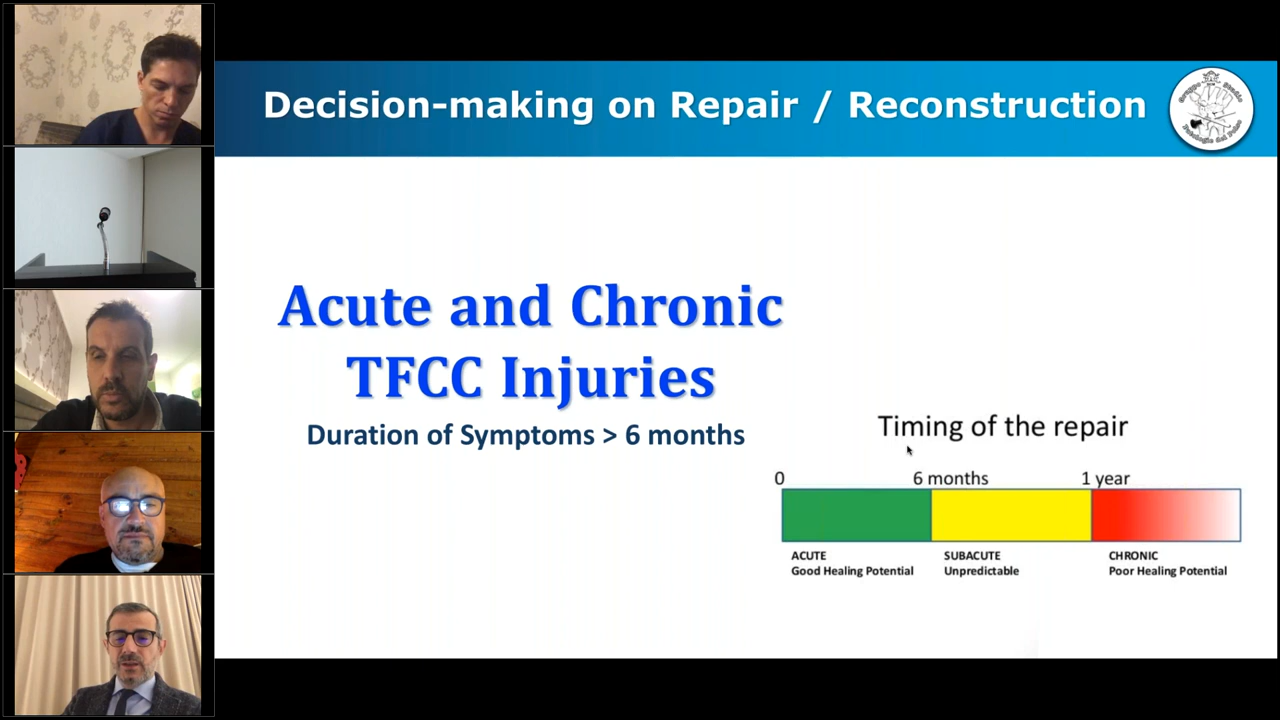 Decision-making on Repair / Reconstruction
Acute and Chronic
TFCC Injuries
Duration of Symptoms > 6 months
Timing of the repair
0 6 months 1 year
ACUTE SUBACUTE CHRONIC
Good Healing Potential Unpredictable Poor Healing Potential